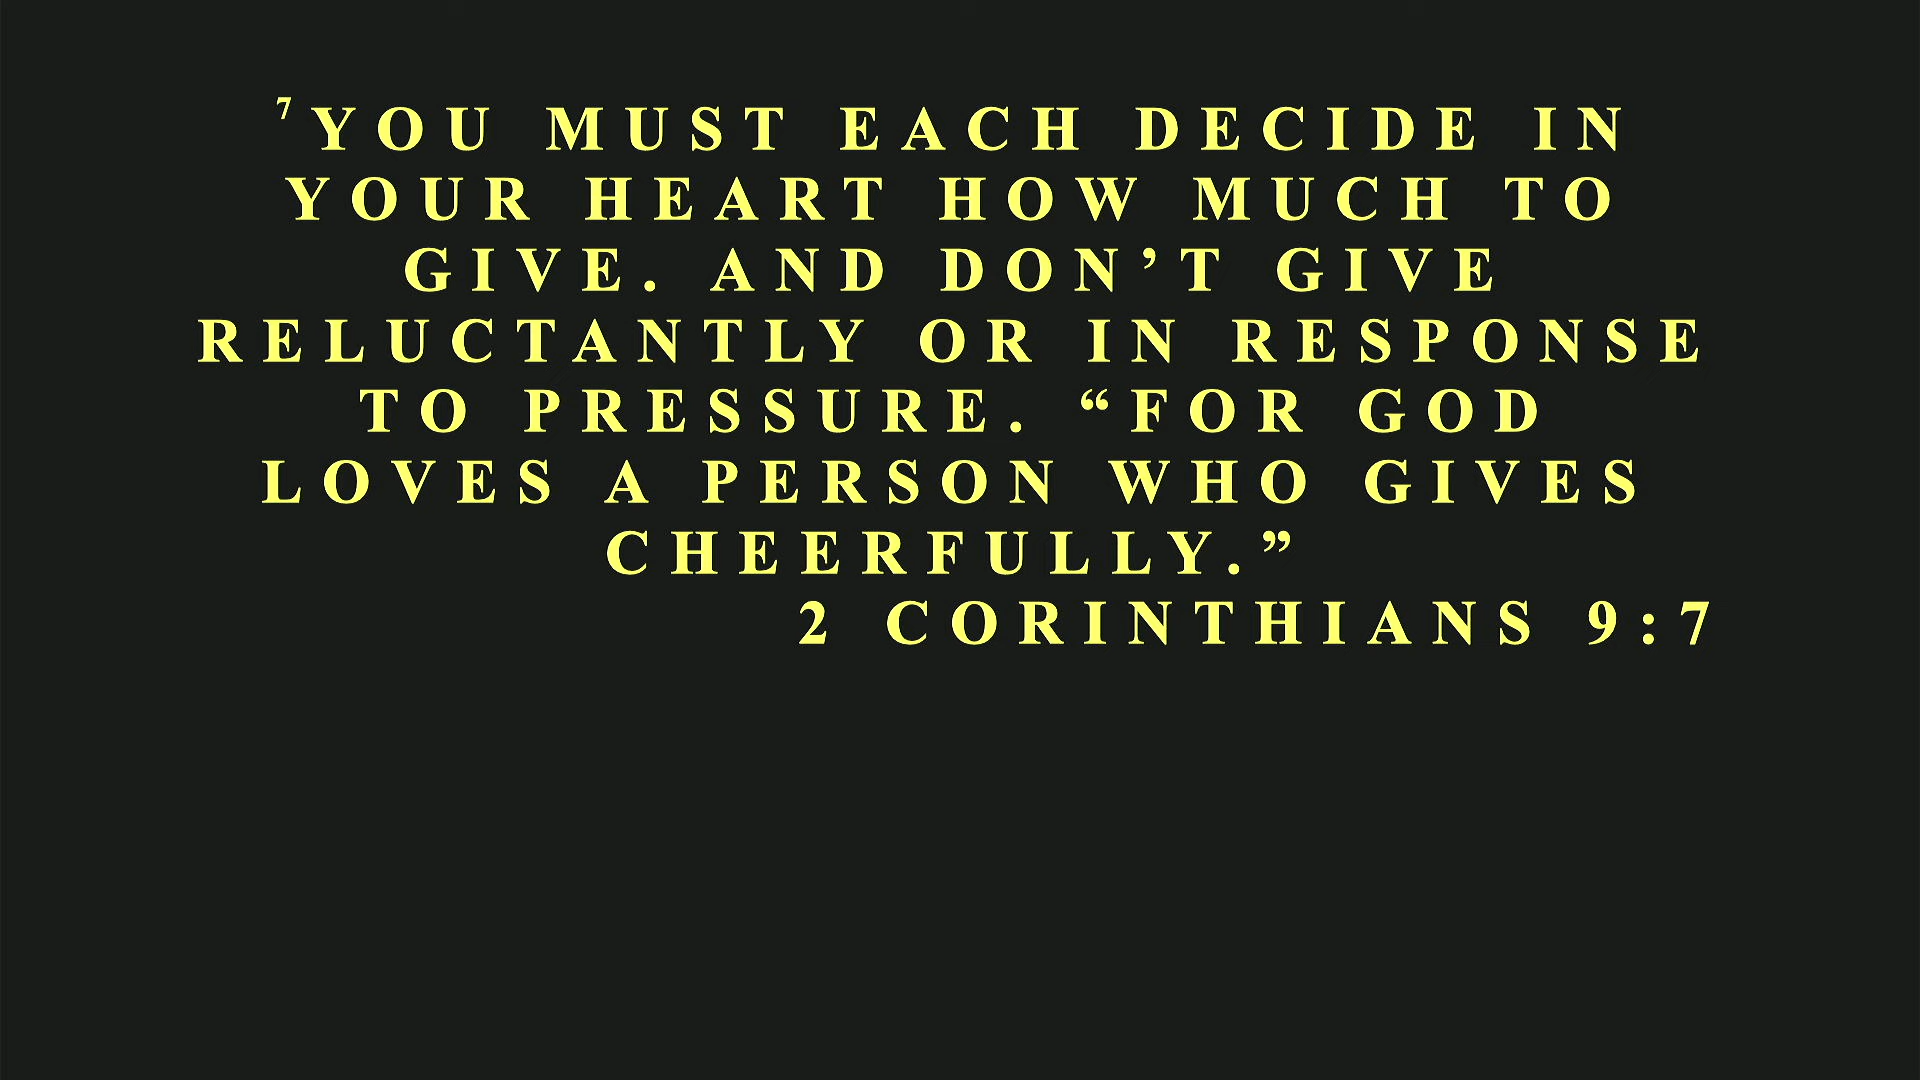 ⁷YOU MUST EACH DECIDE IN
YOUR HEART HOW MUCH TO
GIVE. AND DON’T GIVE
RELUCTANTLY OR IN RESPONSE
TO PRESSURE. “FOR GOD
LOVES A PERSON WHO GIVES
CHEERFULLY.”
2 CORINTHIANS 9:7